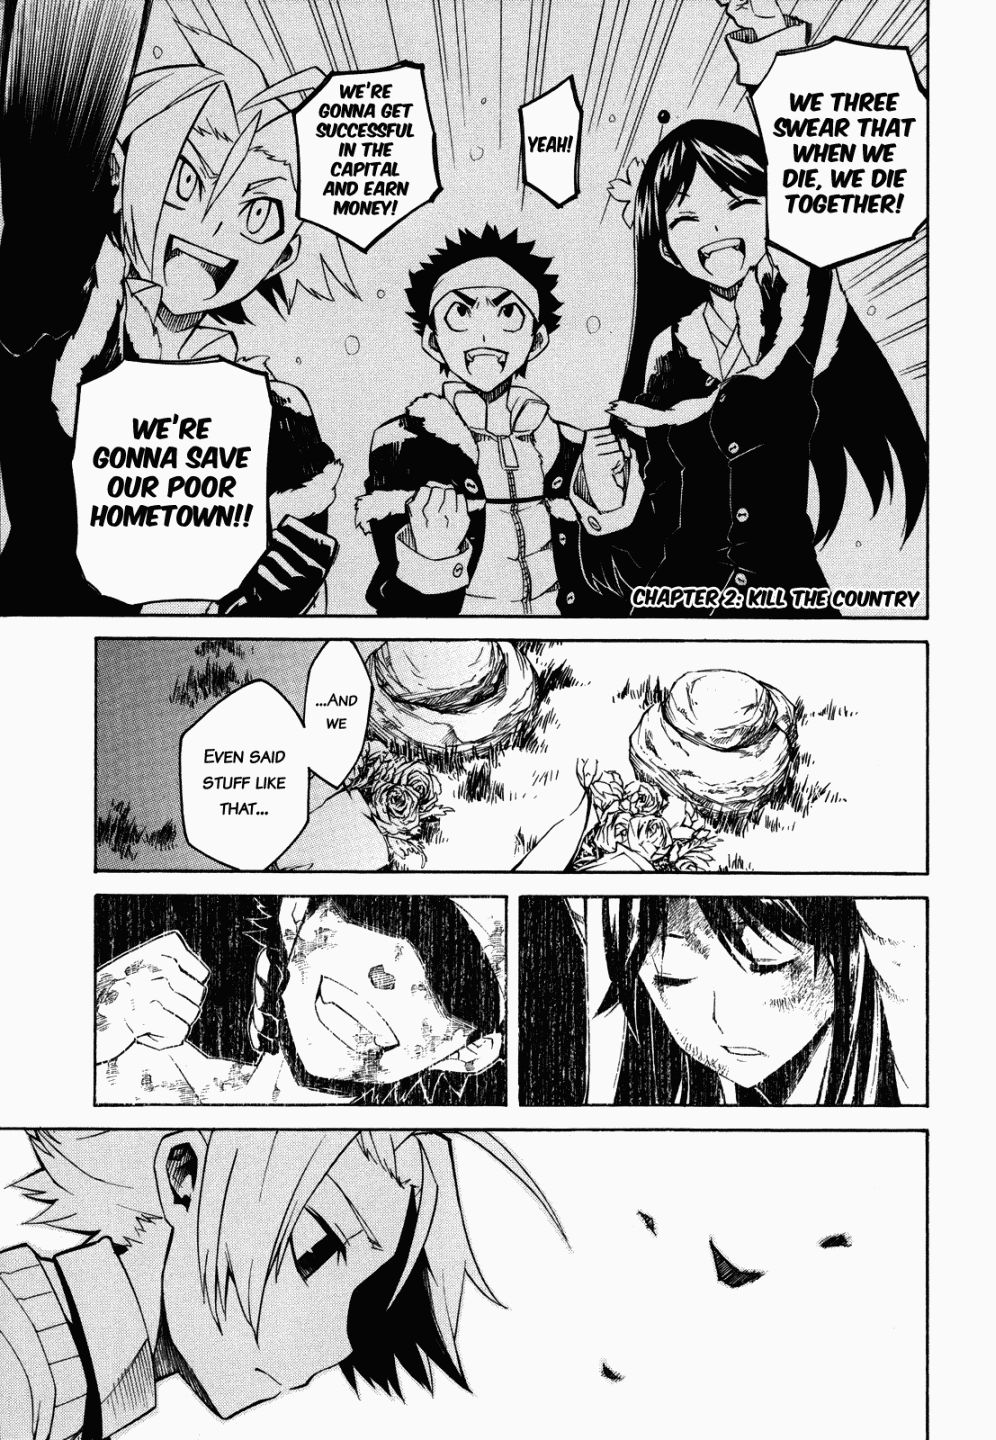 WE THREE
SWEAR THAT
WHEN WE
DIE, WE DIE
TOGETHER!
YEAH!
WE'RE
GONNA GET
SUCCESSFUL
IN THE
CAPITAL
AND EARN
MONEY!
WE'RE
GONNA SAVE
OUR POOR
HOMETOWN!!
CHAPTER 2: KILL THE COUNTRY
...AND
WE
EVEN SAID
STUFF LIKE
THAT...